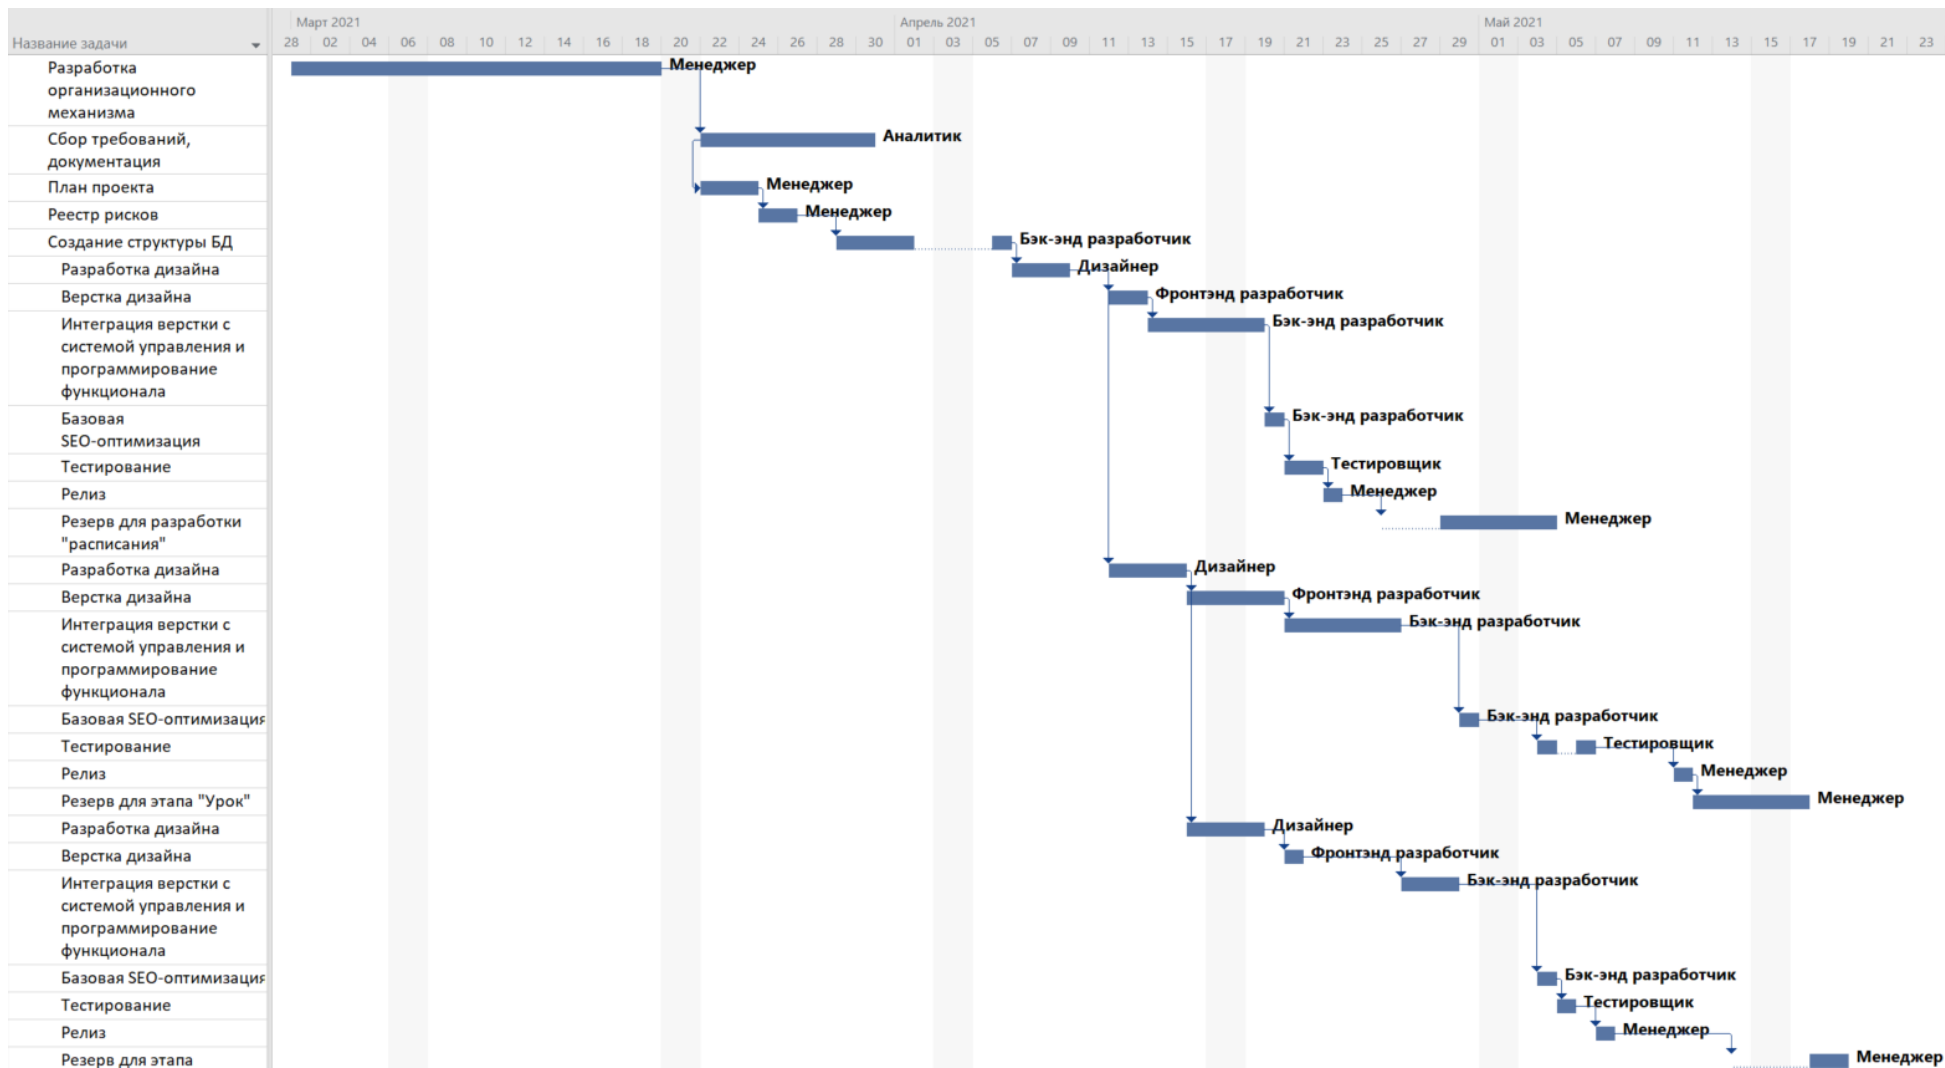 Март 2021 Апрель 2021 Май 2021
Название задачи 28 02 04 06 08 10 12 14 16 18 20 22 24 26 28 30 01 03 05 07 09 11 13 15 17 19 21 23 25 27 29 01 03 05 07 09 11 13 15 17 19 21 23
Разработка Менеджер
организационного
механизма
Сбор требований, Аналитик
документация
План проекта Менеджер
Реестр рисков Менеджер
Создание структуры БД Бэк-энд разработчик
Разработка дизайна Дизайнер
Верстка дизайна Фронтэнд разработчик
Интеграция верстки с Бэк-энд разработчик
системой управления и
программирование
функционала
Базовая Бэк-энд разработчик
SEO-оптимизация
Тестирование Тестировщик
Релиз Менеджер
Резерв для разработки Менеджер
"расписания"
Разработка дизайна Дизайнер
Верстка дизайна Фронтэнд разработчик
Интеграция верстки с Бэк-энд разработчик
системой управления и
программирование
функционала
Базовая SEO-оптимизация Бэк-энд разработчик
Тестирование Тестировщик
Релиз Менеджер
Резерв для этапа "Урок" Менеджер
Разработка дизайна Дизайнер
Верстка дизайна Фронтэнд разработчик
Интеграция верстки с Бэк-энд разработчик
системой управления и
программирование
функционала
Базовая SEO-оптимизация Бэк-энд разработчик
Тестирование Тестировщик
Релиз Менеджер
Резерв для этапа Менеджер